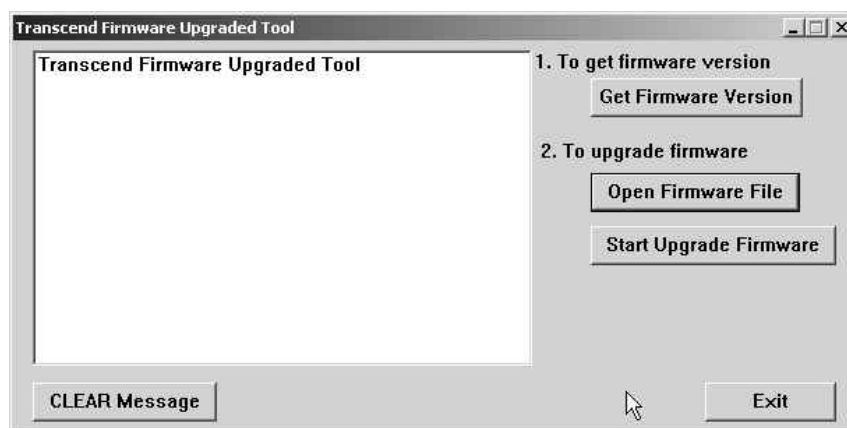 Transcend Firmware Upgraded Tool
Transcend Firmware Upgraded Tool
1. To get firmware version
Get Firmware Version
2. To upgrade firmware
Open Firmware File
Start Upgrade Firmware
CLEAR Message
Exit